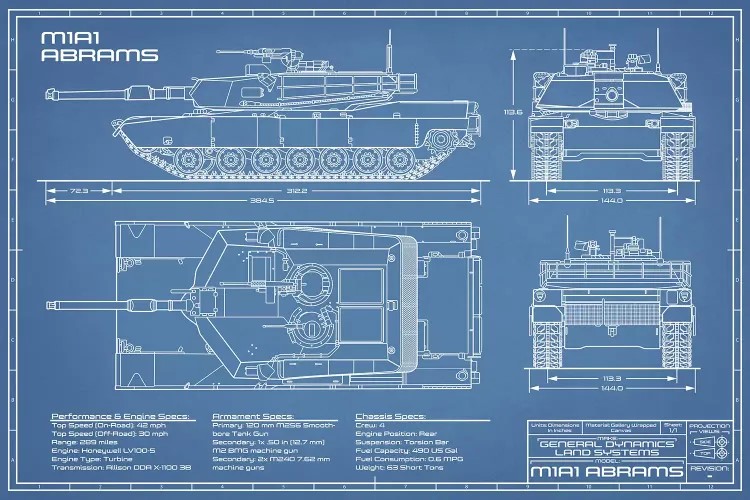 M1A1
ABRAMS
113.6
72.3
312.2
384.5
113.3
144.0
113.3
144.0
Performance & Engine Specs:
Top Speed (On-Road): 42 mph
Top Speed (Off-Road): 30 mph
Range: 289 miles
Engine: Honeywell LV100-5
Engine Type: Turbine
Transmission: Allison DDR X-1100 3B
Armament Specs:
Primary: 120 mm M256 Smooth-
bore Tank Gun
Secondary: 1x .50 in (12.7 mm)
M2 BMG machine gun
Secondary: 2x M240 7.62 mm
machine guns
Chassis Specs:
Crew: 4
Engine Position: Rear
Suspension: Torsion Bar
Fuel Capacity: 490 US Gal
Fuel Consumption: 0.6 MPG
Weight: 63 Short Tons
Units: Dimensions
in Inches
Material: Gallery Wrapped
Canvas
Sheet:
1/1
MAKE:
GENERAL DYNAMICS
LAND SYSTEMS
MODEL:
M1A1 ABRAMS
PROJECTION
VIEWS:
SIDE
TOP
REVISION:
-